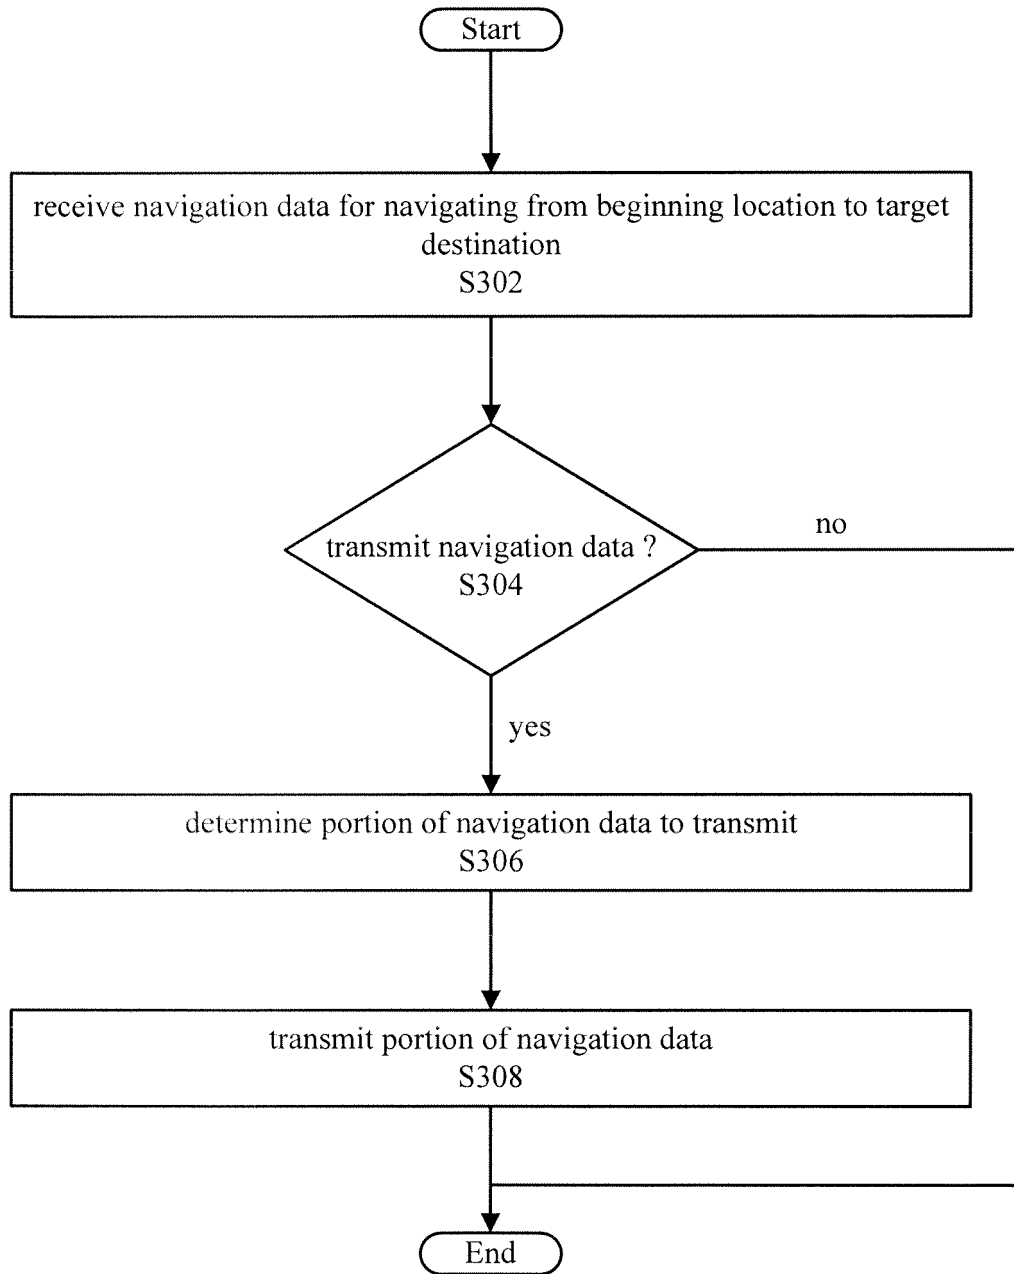 Start
receive navigation data for navigating from beginning location to target
destination
S302
transmit navigation data ?
S304
no
yes
determine portion of navigation data to transmit
S306
transmit portion of navigation data
S308
End